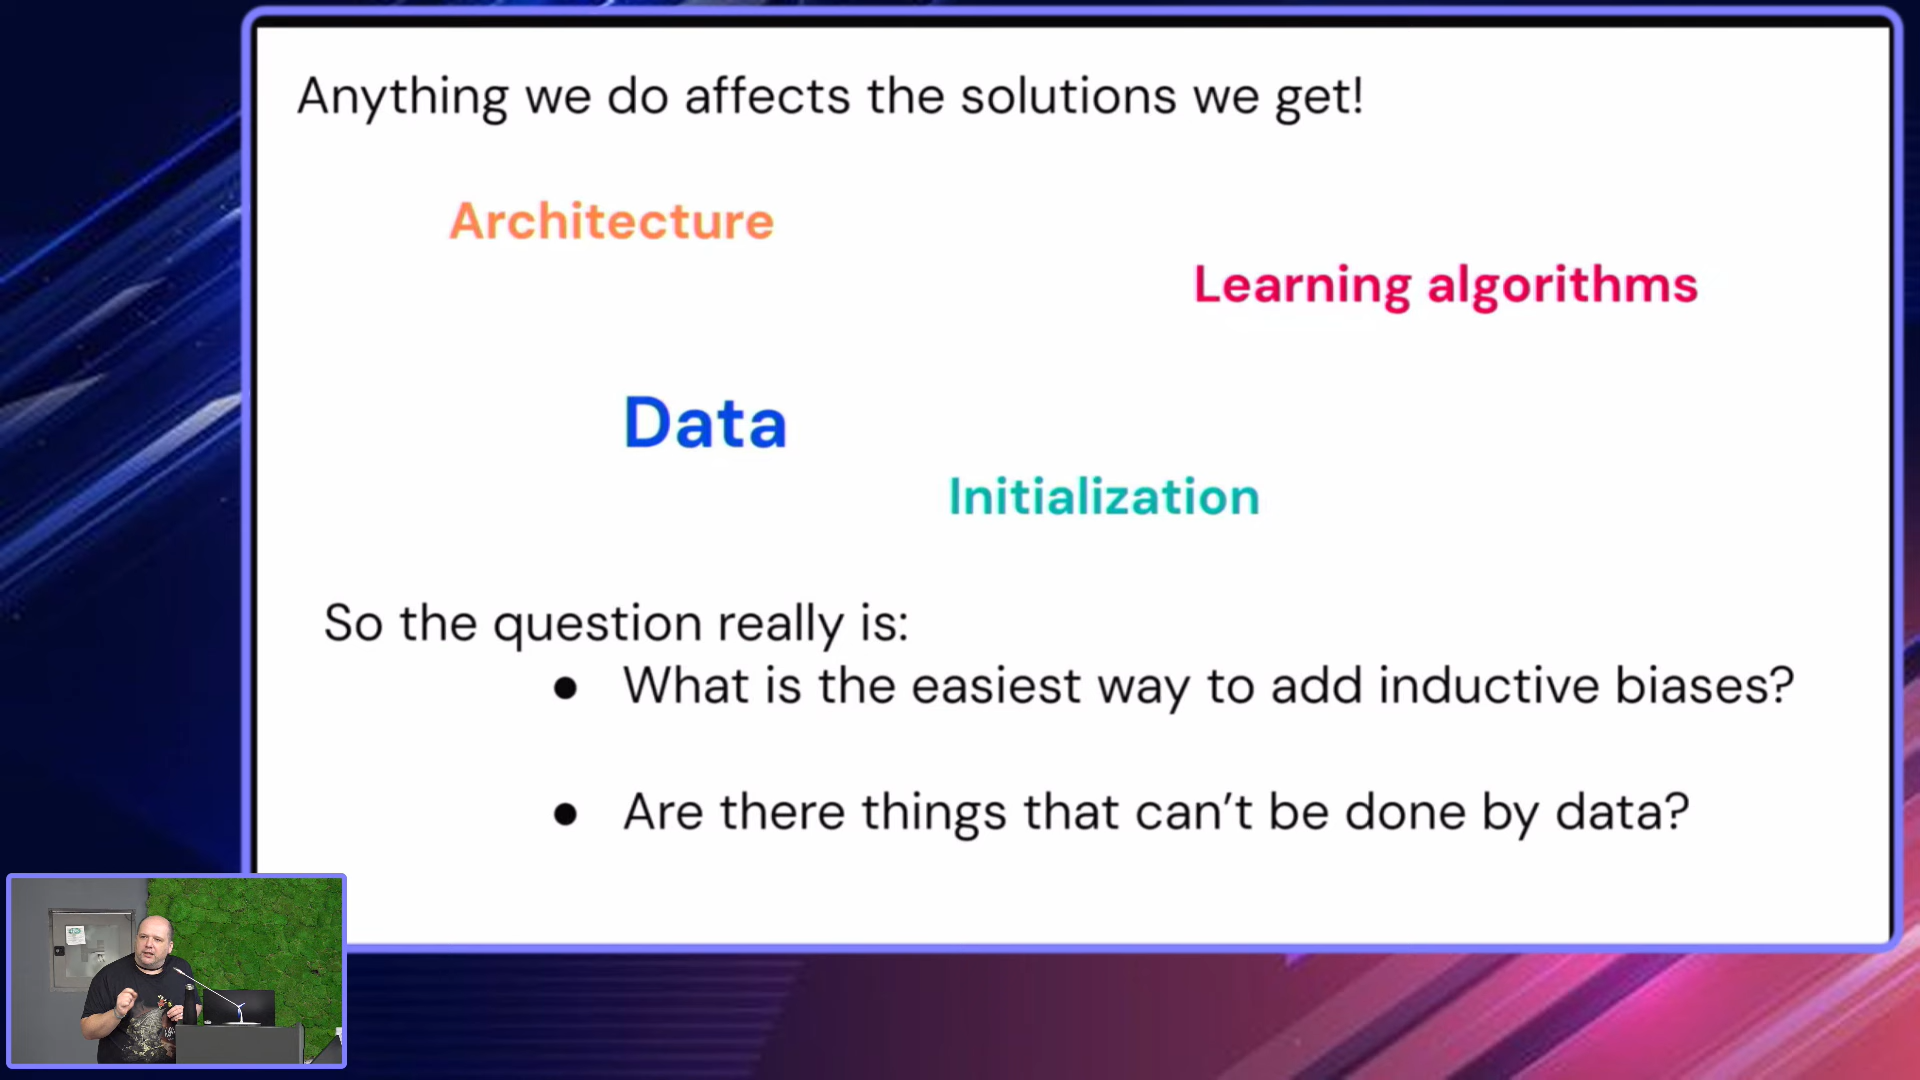 Anything we do affects the solutions we get!
Architecture
Learning algorithms
Data
Initialization
So the question really is:
● What is the easiest way to add inductive biases?
● Are there things that can’t be done by data?